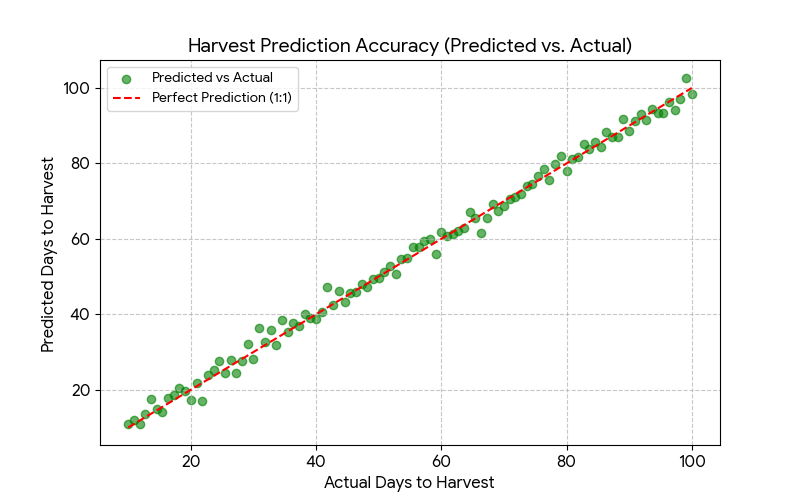 Harvest Prediction Accuracy (Predicted vs. Actual)
Predicted vs Actual
Perfect Prediction (1:1)
Predicted Days to Harvest
100
80
60
40
20
20 40 60 80 100
Actual Days to Harvest